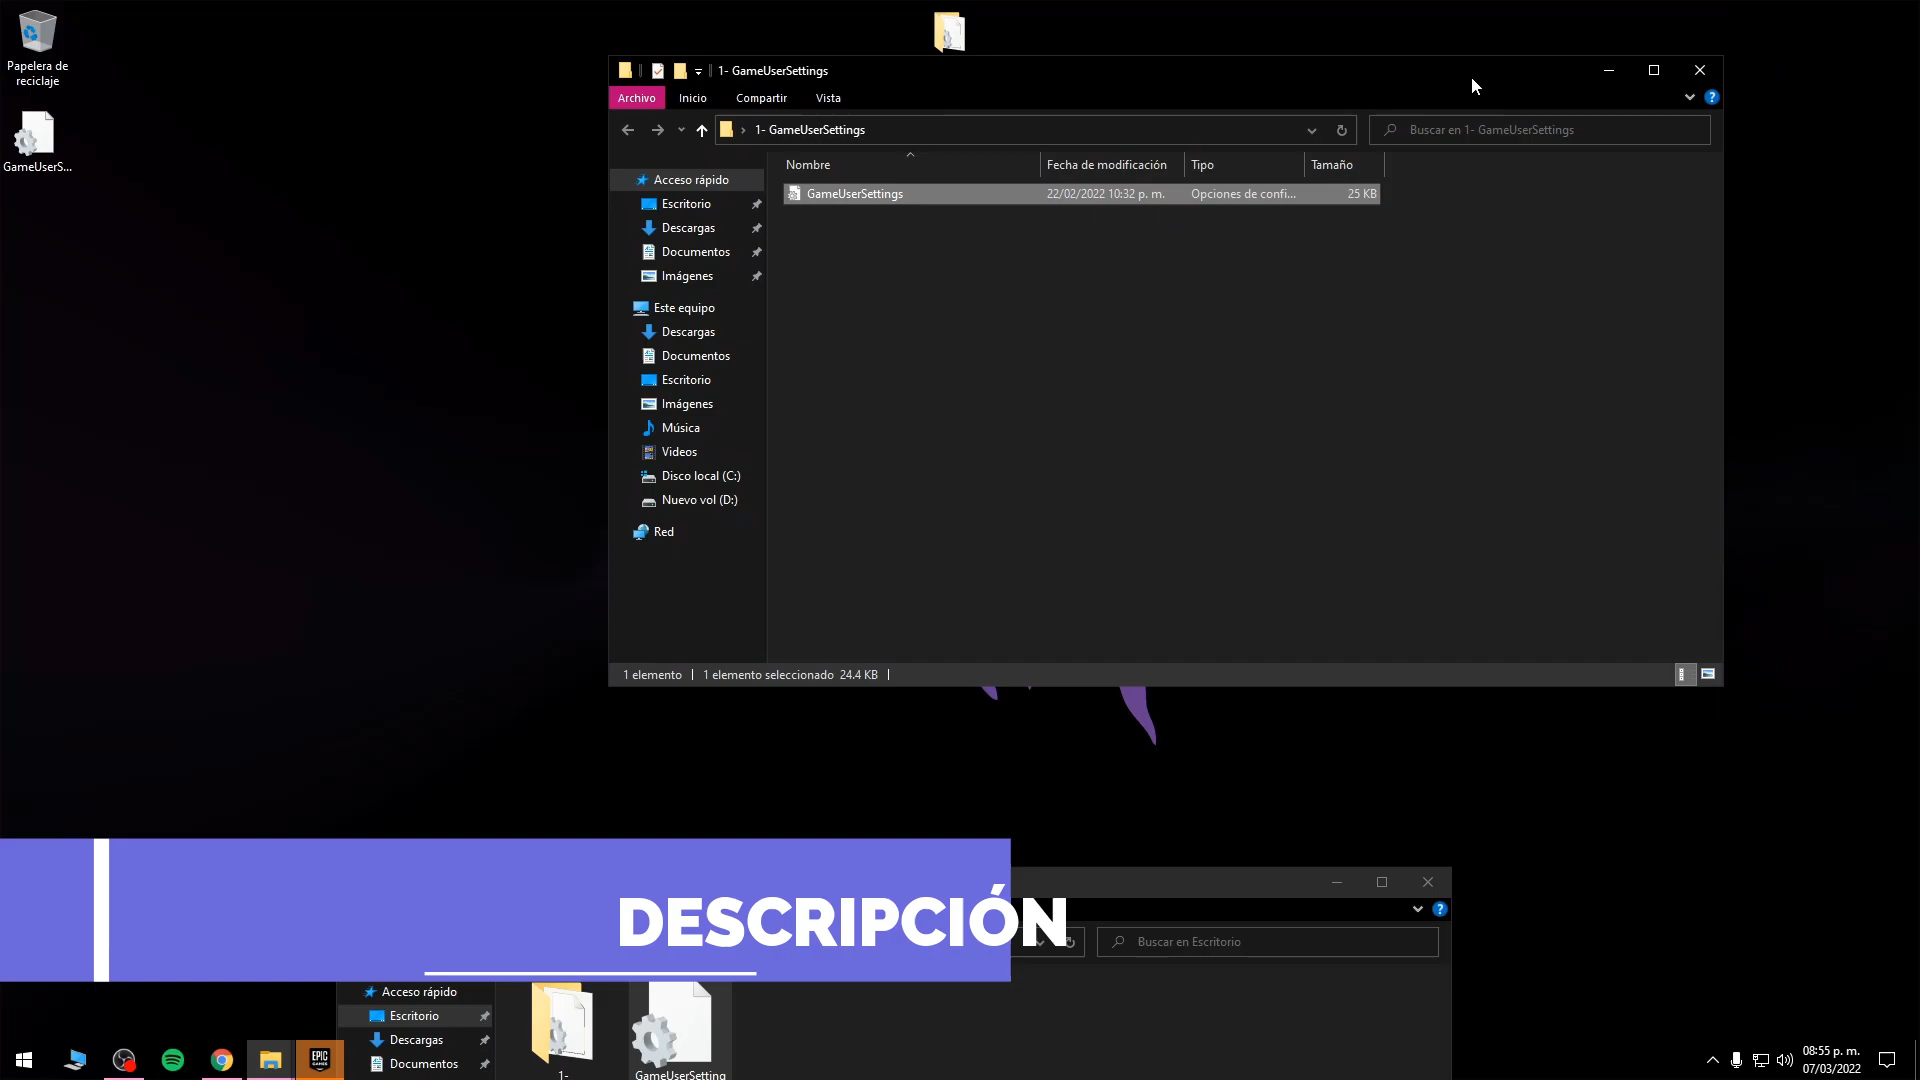 Papelera de
reciclaje
GameUserS...
1- GameUserSettings
Archivo
Inicio
Compartir
Vista
1- GameUserSettings
Buscar en 1- GameUserSettings
Nombre
Fecha de modificación
Tipo
Tamaño
GameUserSettings
22/02/2022 10:32 p. m.
Opciones de confi...
25 KB
Acceso rápido
Escritorio
Descargas
Documentos
Imágenes
Este equipo
Descargas
Documentos
Escritorio
Imágenes
Música
Videos
Disco local (C:)
Nuevo vol (D:)
Red
1 elemento
1 elemento seleccionado 24.4 KB
DESCRIPCIÓN
Buscar en Escritorio
Acceso rápido
Escritorio
Descargas
Documentos
1-
GameUserSetting
EPIC
GAMES
08:55 p. m.
07/03/2022